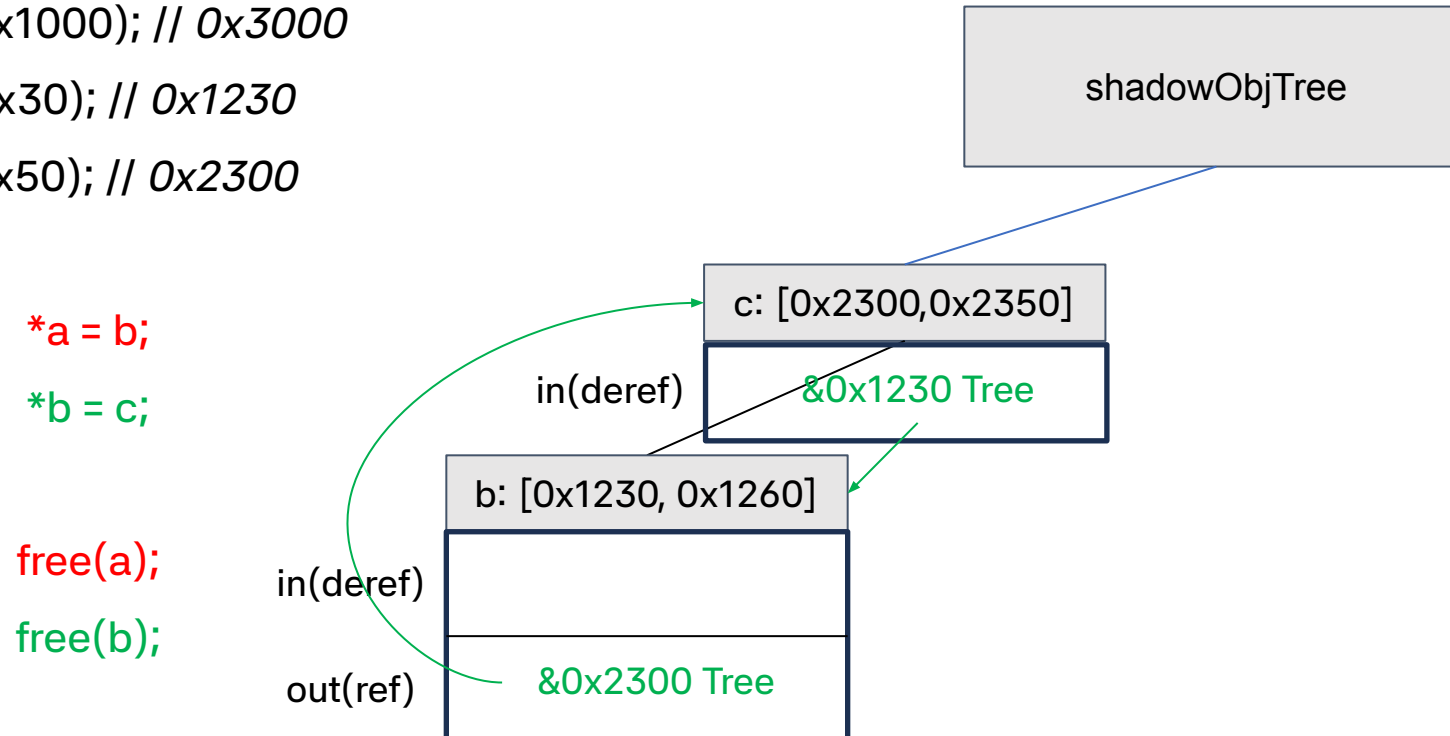 x1000); // 0x3000
x30); // 0x1230
x50); // 0x2300
shadowObjTree
*a = b;
*b = c;
free(a);
free(b);
c: [0x2300,0x2350]
in(deref)
&0x1230 Tree
b: [0x1230, 0x1260]
in(deref)
out(ref)
&0x2300 Tree